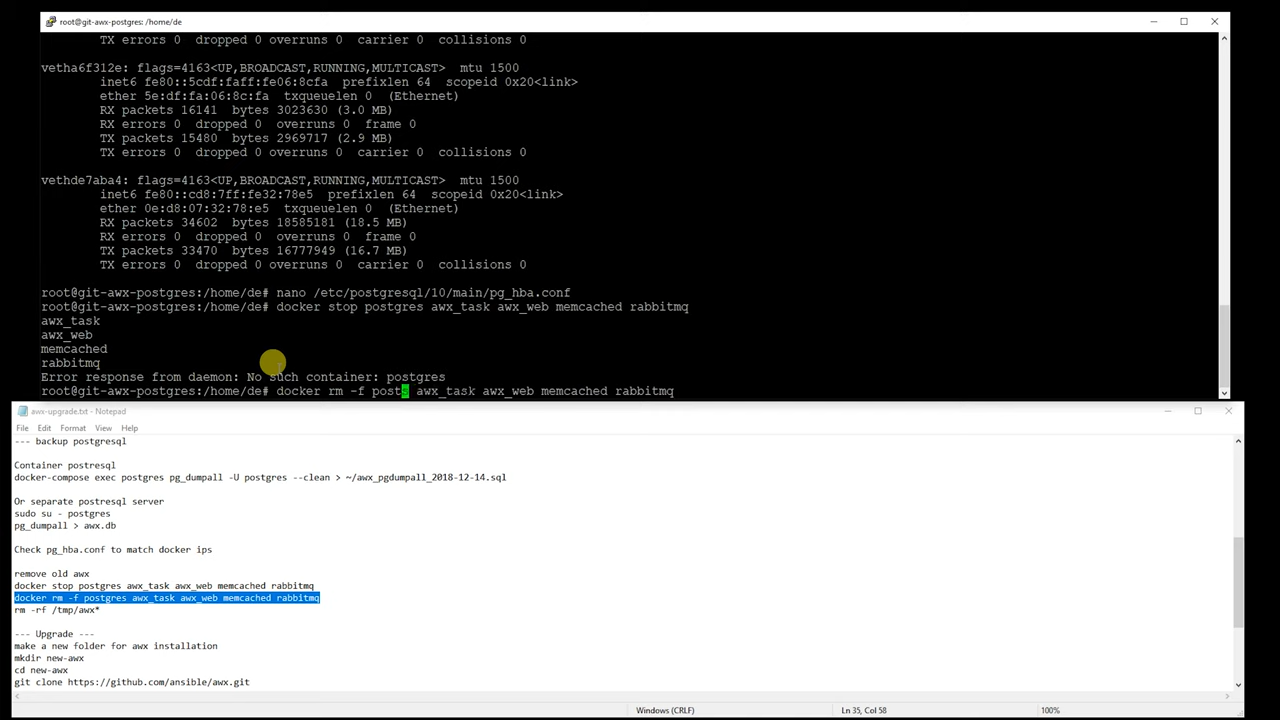 root@git-awx-postgres: /home/de
TX errors 0  dropped 0 overruns 0  carrier 0  collisions 0
vetha6f312e: flags=4163<UP,BROADCAST,RUNNING,MULTICAST>  mtu 1500
inet6 fe80::5cdf:faff:fe06:8cfa  prefixlen 64  scopeid 0x20<link>
ether 5e:df:fa:06:8c:fa  txqueuelen 0  (Ethernet)
RX packets 16141  bytes 3023630 (3.0 MB)
RX errors 0  dropped 0  overruns 0  frame 0
TX packets 15480  bytes 2969717 (2.9 MB)
TX errors 0  dropped 0 overruns 0  carrier 0  collisions 0
vethde7aba4: flags=4163<UP,BROADCAST,RUNNING,MULTICAST>  mtu 1500
inet6 fe80::cd8:7ff:fe32:78e5  prefixlen 64  scopeid 0x20<link>
ether 0e:d8:07:32:78:e5  txqueuelen 0  (Ethernet)
RX packets 34602  bytes 18585181 (18.5 MB)
RX errors 0  dropped 0  overruns 0  frame 0
TX packets 33470  bytes 16777949 (16.7 MB)
TX errors 0  dropped 0 overruns 0  carrier 0  collisions 0
root@git-awx-postgres:/home/de# nano /etc/postgresql/10/main/pg_hba.conf
root@git-awx-postgres:/home/de# docker stop postgres awx_task awx_web memcached rabbitmq
awx_task
awx_web
memcached
rabbitmq
Error response from daemon: No such container: postgres
root@git-awx-postgres:/home/de# docker rm -f posts awx_task awx_web memcached rabbitmq
awx-upgrade.txt - Notepad
File Edit Format View Help
--- backup postgresql
Container postresql
docker-compose exec postgres pg_dumpall -U postgres --clean > ~/awx_pgdumpall_2018-12-14.sql
Or separate postresql server
sudo su - postgres
pg_dumpall > awx.db
Check pg_hba.conf to match docker ips
remove old awx
docker stop postgres awx_task awx_web memcached rabbitmq
docker rm -f postgres awx_task awx_web memcached rabbitmq
rm -rf /tmp/awx*
--- Upgrade ---
make a new folder for awx installation
mkdir new-awx
cd new-awx
git clone https://github.com/ansible/awx.git
Windows (CRLF) Ln 35, Col 58 100%